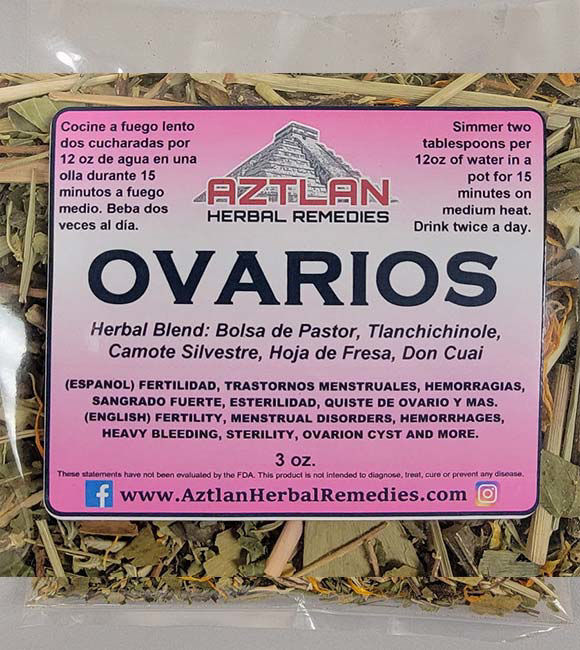 Cocine a fuego lento
dos cucharadas por
12 oz de agua en una
olla durante 15
minutos a fuego
medio. Beba dos
veces al día.
Simmer two
tablespoons per
12oz of water in a
pot for 15
minutes on
medium heat.
Drink twice a day.
AZTLAN
HERBAL REMEDIES
OVARIOS
Herbal Blend: Bolsa de Pastor, Tlanchichinole,
Camote Silvestre, Hoja de Fresa, Don Cuai
(ESPANOL) FERTILIDAD, TRASTORNOS MENSTRUALES, HEMORRAGIAS,
SANGRADO FUERTE, ESTERILIDAD, QUISTE DE OVARIO Y MAS.
(ENGLISH) FERTILITY, MENSTRUAL DISORDERS, HEMORRHAGES,
HEAVY BLEEDING, STERILITY, OVARION CYST AND MORE.
3 oz.
These statements have not been evaluated by the FDA. This product is not intended to diagnose, treat, cure or prevent any disease.
www.AztlanHerbalRemedies.com